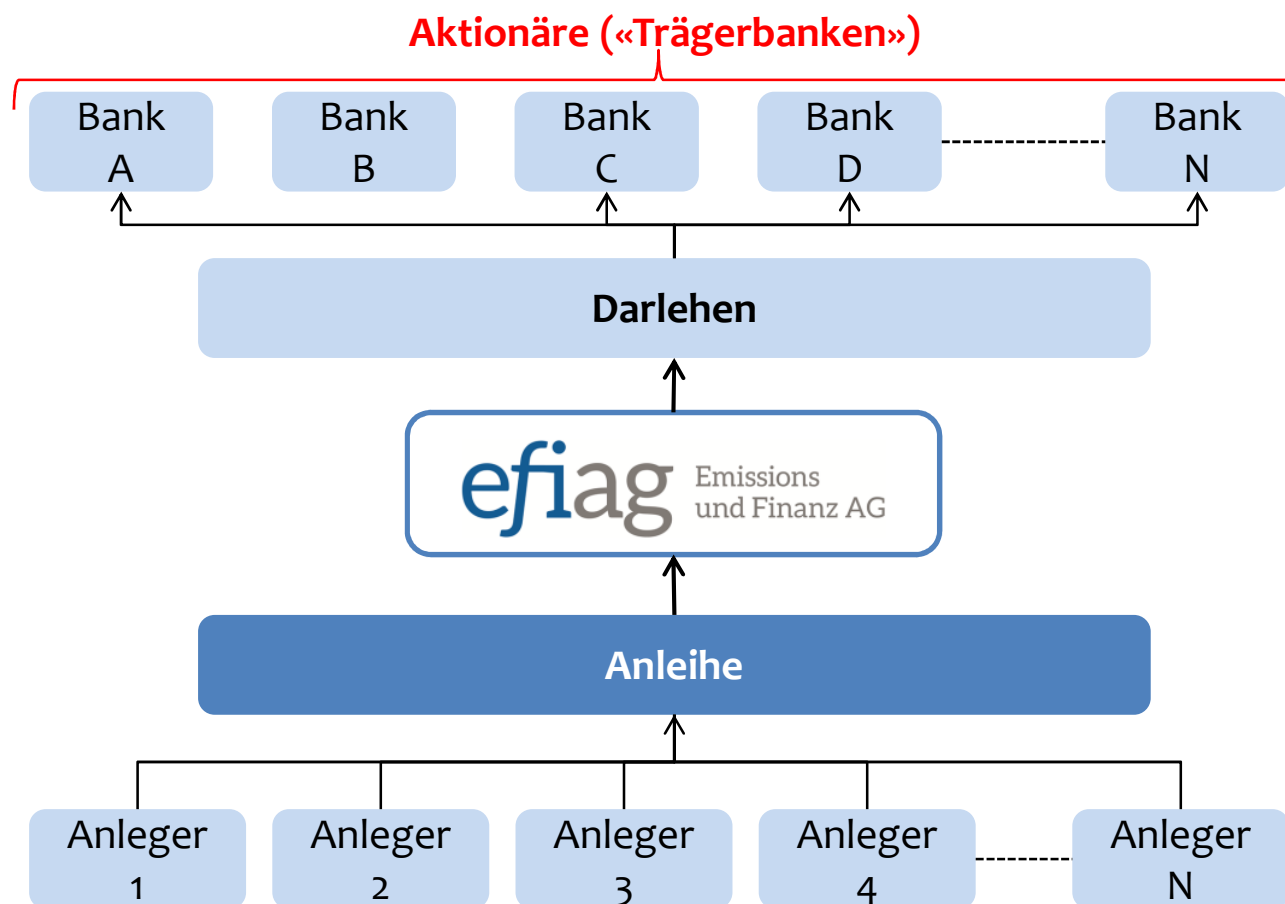 Aktionäre («Trägerbanken»)
Bank
A
Bank
B
Bank
C
Bank
D
Bank
N
Darlehen
efiag
Emissions
und Finanz AG
Anleihe
Anleger
1
Anleger
2
Anleger
3
Anleger
4
Anleger
N